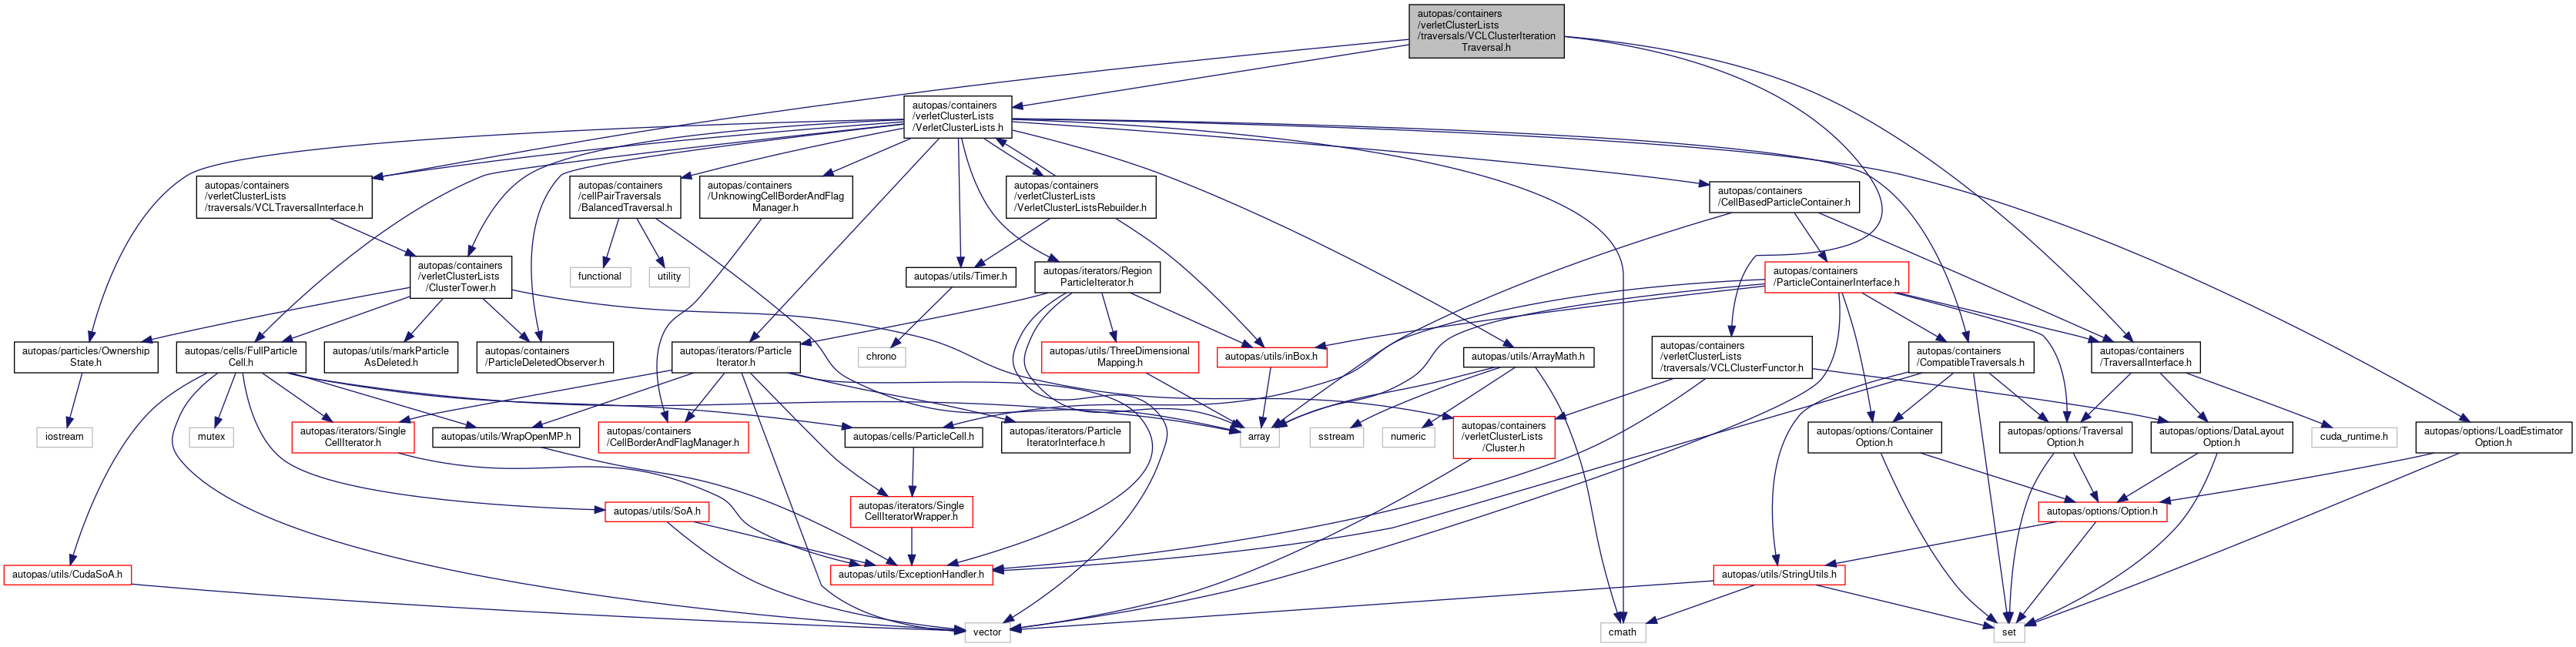 autopas/containers
/verletClusterLists
/traversals/VCLClusterIteration
Traversal.h
autopas/containers
/verletClusterLists
/VerletClusterLists.h
autopas/containers
/verletClusterLists
/traversals/VCLTraversalInterface.h
autopas/containers
/cellPairTraversals
/BalancedTraversal.h
autopas/containers
/UnknowingCellBorderAndFlag
Manager.h
autopas/containers
/verletClusterLists
/VerletClusterListsRebuilder.h
autopas/containers
/CellBasedParticleContainer.h
autopas/containers
/verletClusterLists
/ClusterTower.h
functional
utility
autopas/utils/Timer.h
autopas/iterators/Region
ParticleIterator.h
autopas/containers
/ParticleContainerInterface.h
autopas/particles/Ownership
State.h
autopas/cells/FullParticle
Cell.h
autopas/utils/markParticle
AsDeleted.h
autopas/containers
/ParticleDeletedObserver.h
autopas/iterators/Particle
Iterator.h
chrono
autopas/utils/ThreeDimensional
Mapping.h
autopas/utils/inBox.h
autopas/utils/ArrayMath.h
autopas/containers
/verletClusterLists
/traversals/VCLClusterFunctor.h
autopas/containers
/CompatibleTraversals.h
autopas/containers
/TraversalInterface.h
iostream
mutex
autopas/iterators/Single
CellIterator.h
autopas/utils/WrapOpenMP.h
autopas/containers
/CellBorderAndFlagManager.h
autopas/cells/ParticleCell.h
autopas/iterators/Particle
IteratorInterface.h
array
sstream
numeric
autopas/containers
/verletClusterLists
/Cluster.h
autopas/options/Container
Option.h
autopas/options/Traversal
Option.h
autopas/options/DataLayout
Option.h
cuda_runtime.h
autopas/options/LoadEstimator
Option.h
autopas/utils/SoA.h
autopas/iterators/Single
CellIteratorWrapper.h
autopas/options/Option.h
autopas/utils/CudaSoA.h
autopas/utils/ExceptionHandler.h
autopas/utils/StringUtils.h
vector
cmath
set